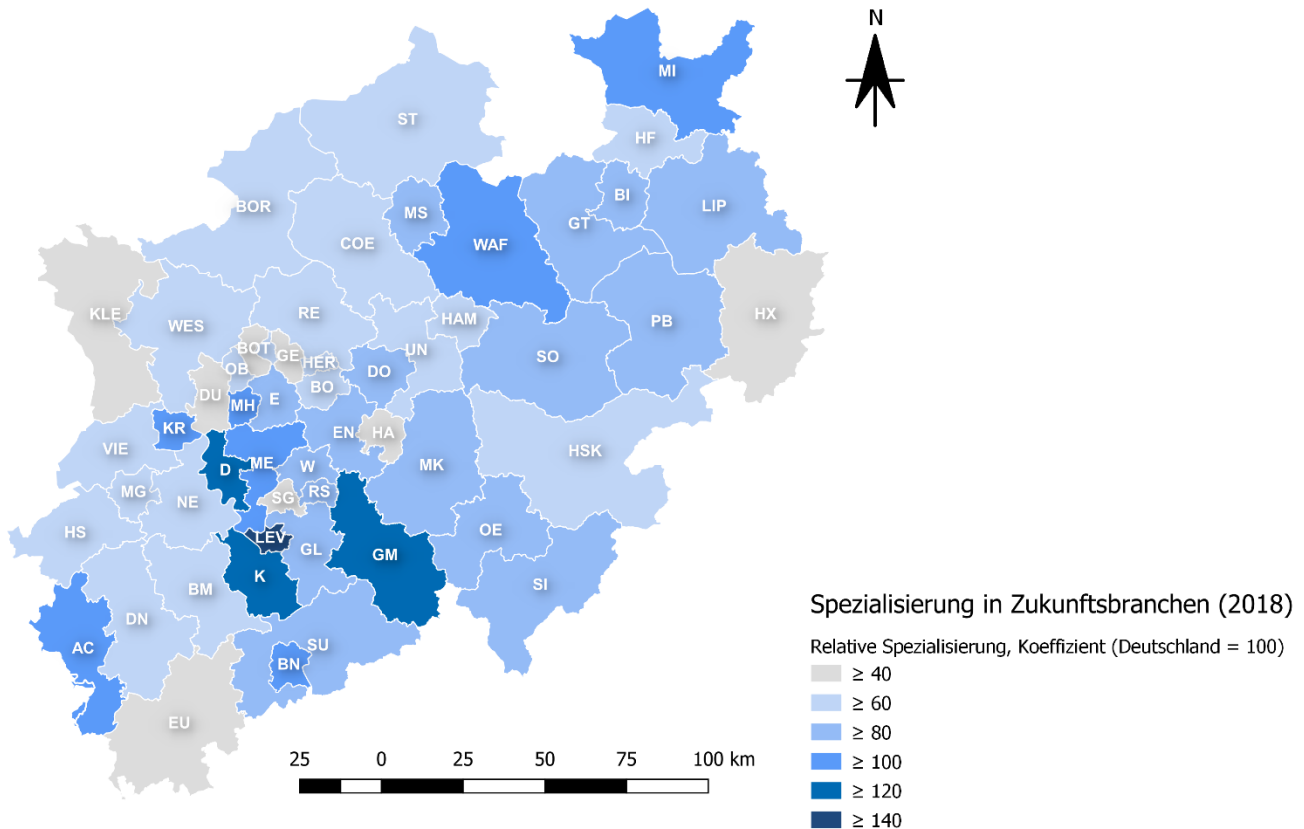 N
MI
ST
HF
BI
BOR
MS
LIP
GT
COE
WAF
KLE
RE
HX
WES
HAM
PB
BOT
GE
UN
SO
HER
OB
DO
BO
DU
MH
E
KR
EN
HA
VIE
HSK
D
ME
W
MK
MG
NE
SG
RS
HS
LEV
OE
GL
GM
K
BM
SI
DN
AC
SU
BN
EU
25 0 25 50 75 100 km
Spezialisierung in Zukunftsbranchen (2018)
Relative Spezialisierung, Koeffizient (Deutschland = 100)
≥ 40
≥ 60
≥ 80
≥ 100
≥ 120
≥ 140